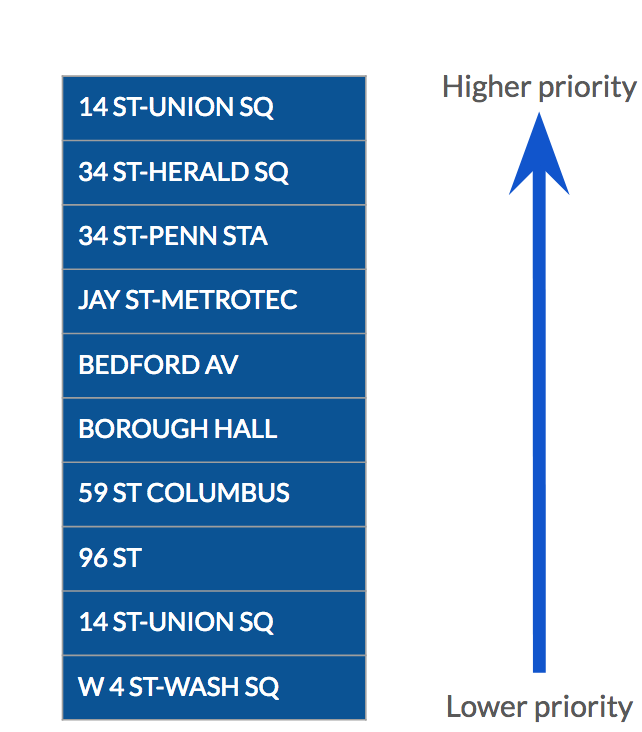 Higher priority
14 ST-UNION SQ
34 ST-HERALD SQ
34 ST-PENN STA
JAY ST-METROTEC
BEDFORD AV
BOROUGH HALL
59 ST COLUMBUS
96 ST
14 ST-UNION SQ
W 4 ST-WASH SQ
Lower priority